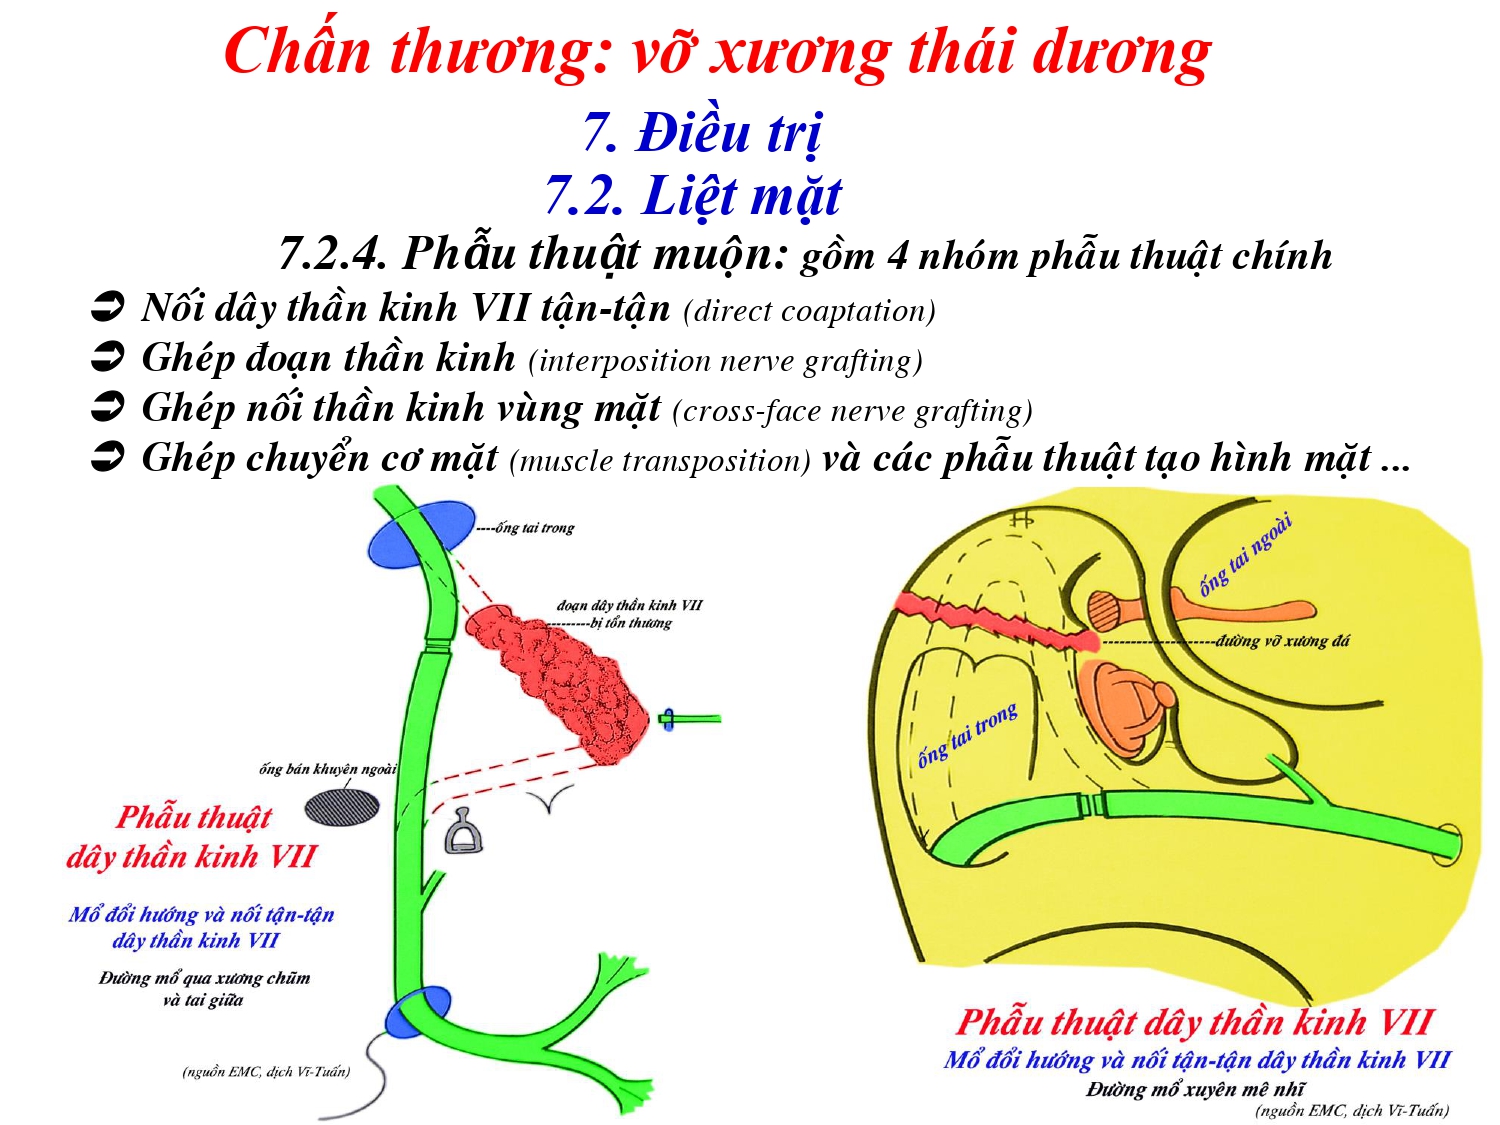 Chấn thương: vỡ xương thái dương
7. Điều trị
7.2. Liệt mặt
7.2.4. Phẫu thuật muộn: gồm 4 nhóm phẫu thuật chính
➲ Nối dây thần kinh VII tận-tận (direct coaptation)
➲ Ghép đoạn thần kinh (interposition nerve grafting)
➲ Ghép nối thần kinh vùng mặt (cross-face nerve grafting)
➲ Ghép chuyển cơ mặt (muscle transposition) và các phẫu thuật tạo hình mặt ...
----ống tai trong
đoạn dây thần kinh VII
---------bị tổn thương
ống bán khuyên ngoài
Phẫu thuật
dây thần kinh VII
Mổ đổi hướng và nối tận-tận
dây thần kinh VII
Đường mổ qua xương chũm
và tai giữa
(nguồn EMC, dịch Vĩ-Tuấn)
ống tai ngoài
--------------------đường vỡ xương đá
ống tai trong
Phẫu thuật dây thần kinh VII
Mổ đổi hướng và nối tận-tận dây thần kinh VII
Đường mổ xuyên mê nhĩ
(nguồn EMC, dịch Vĩ-Tuấn)